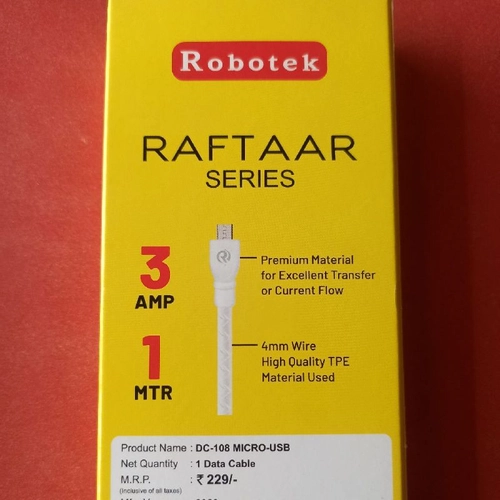 Robotek
RAFTAAR
SERIES
3
AMP
Premium Material
for Excellent Transfer
or Current Flow
1
MTR
4mm Wire
High Quality TPE
Material Used
Product Name : DC-108 MICRO-USB
Net Quantity : 1 Data Cable
M.R.P. : ₹ 229/-
(inclusive of all taxes)